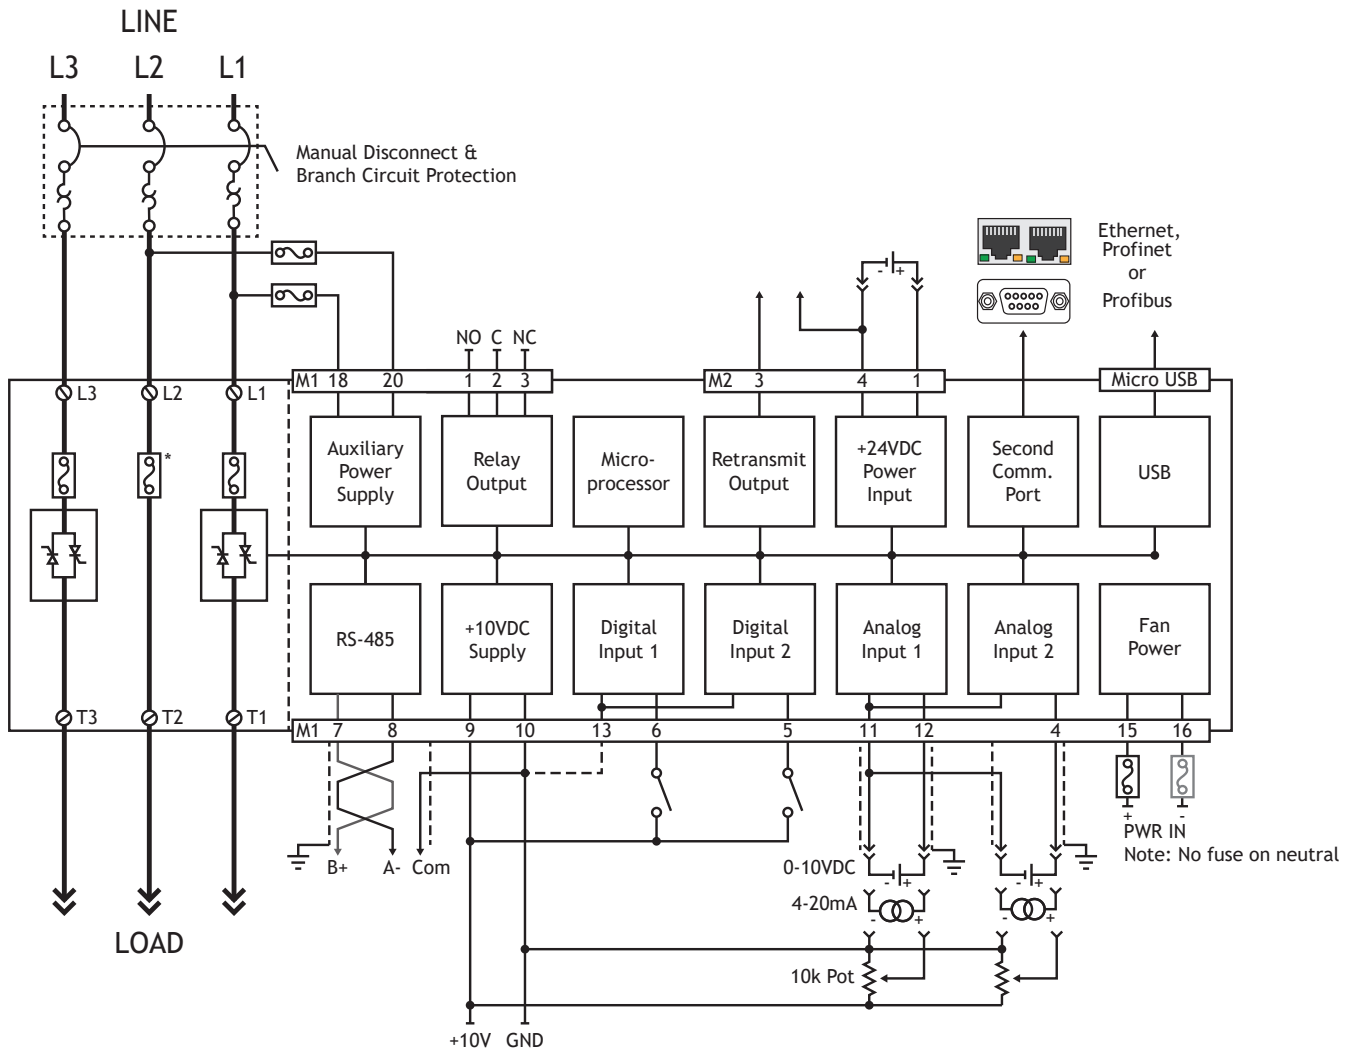 LINE
L3 L2 L1
Manual Disconnect &
Branch Circuit Protection
Ethernet,
Profinet
or
Profibus
- +
NO C NC
M1 18 20 1 2 3
M2 3 4 1
Micro USB
L3 L2 L1
*
Auxiliary
Power
Supply
Relay
Output
Micro-
processor
Retransmit
Output
+24VDC
Power
Input
Second
Comm.
Port
USB
RS-485
+10VDC
Supply
Digital
Input 1
Digital
Input 2
Analog
Input 1
Analog
Input 2
Fan
Power
T3 T2 T1
M1 7 8 9 10 13 6 5 11 12 4 15 16
+ -
PWR IN
Note: No fuse on neutral
B+ A- Com
0-10VDC
- +
- +
4-20mA
- +
- +
LOAD
10k Pot
+10V GND